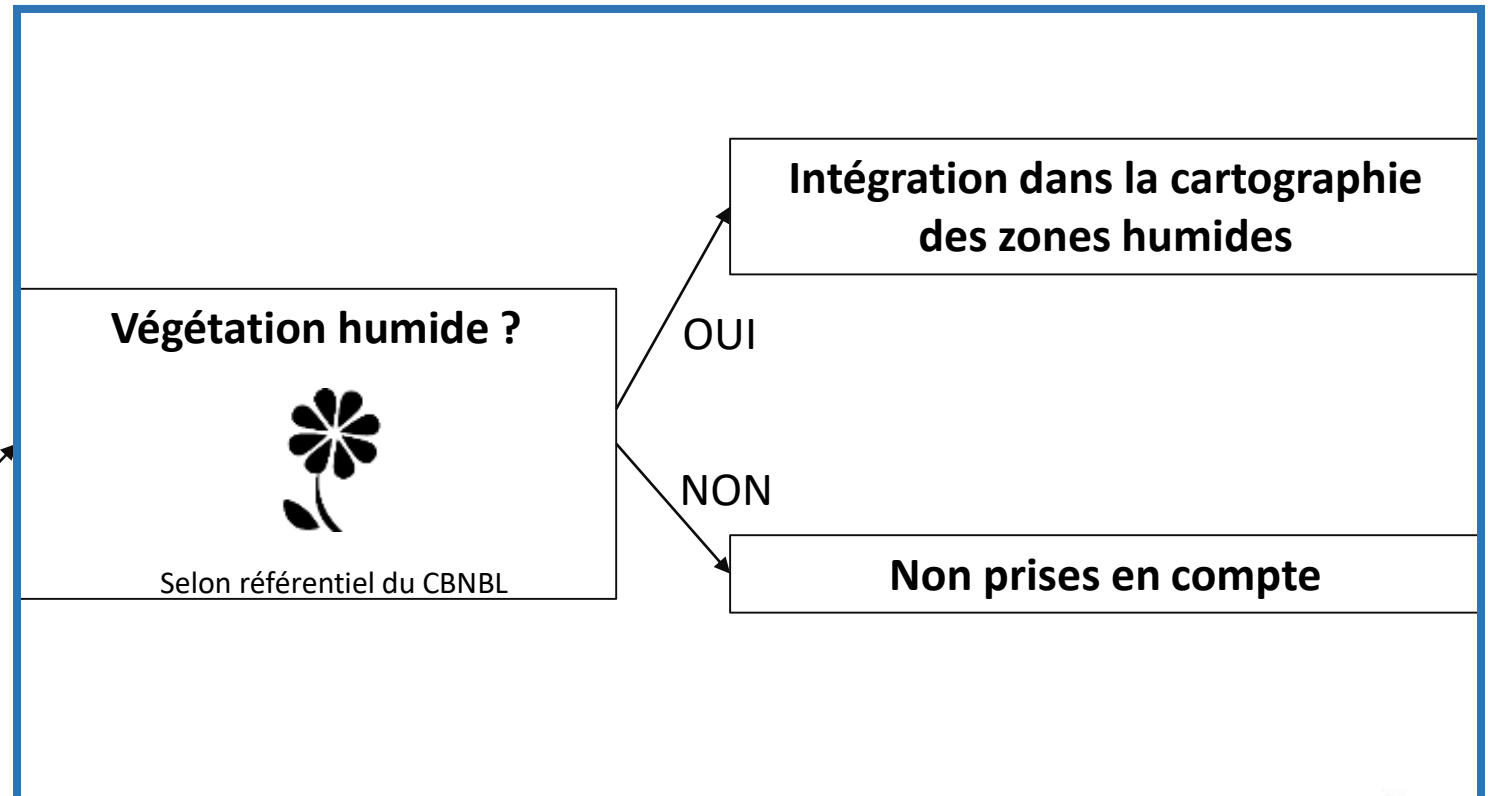 Intégration dans la cartographie
des zones humides
Végétation humide ?
OUI
NON
Selon référentiel du CBNBL
Non prises en compte